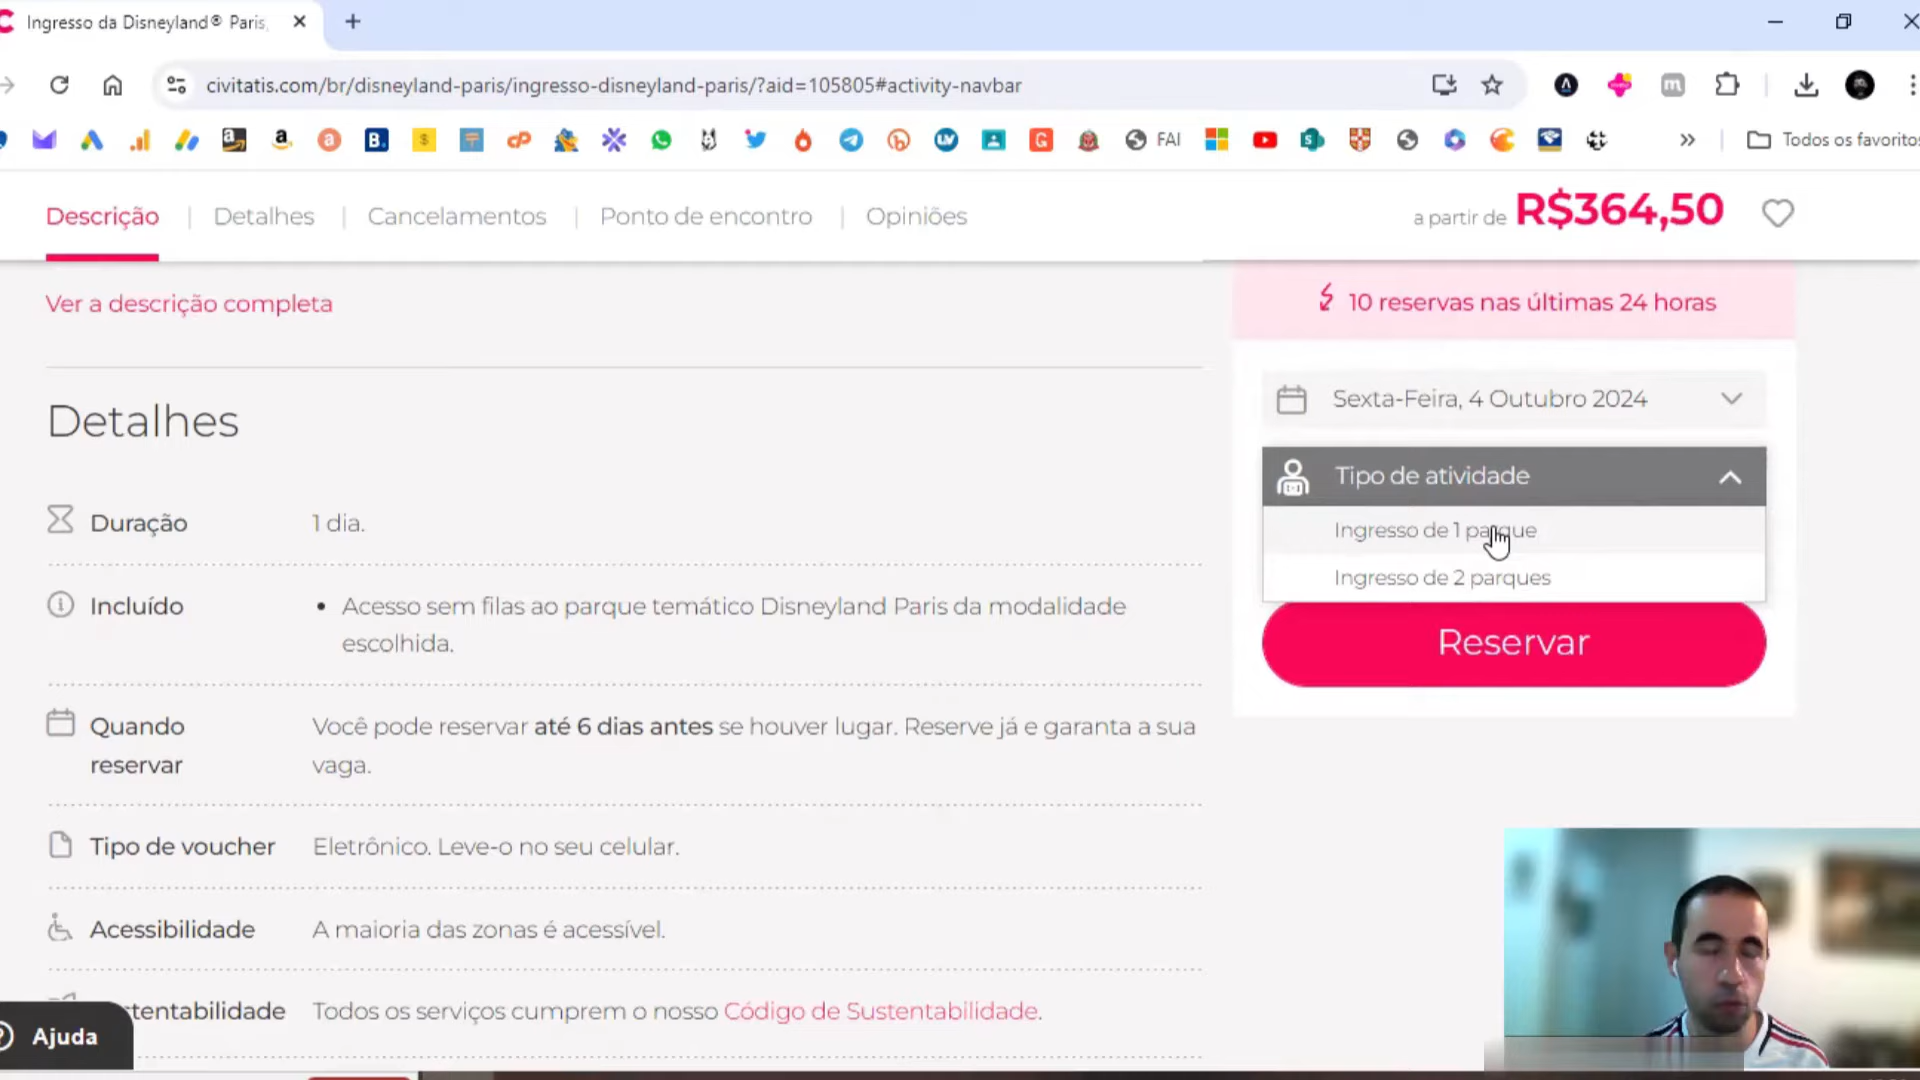 Ingresso da Disneyland® Paris,
civitatis.com/br/disneyland-paris/ingresso-disneyland-paris/?aid=105805#activity-navbar
FAI
Todos os favoritos
Descrição | Detalhes | Cancelamentos | Ponto de encontro | Opiniões
a partir de R$364,50
Ver a descrição completa
10 reservas nas últimas 24 horas
Sexta-Feira, 4 Outubro 2024
Tipo de atividade
Ingresso de 1 parque
Ingresso de 2 parques
Reservar
Detalhes
Duração 1 dia.
Incluído • Acesso sem filas ao parque temático Disneyland Paris da modalidade
escolhida.
Quando Você pode reservar até 6 dias antes se houver lugar. Reserve já e garanta a sua
reservar vaga.
Tipo de voucher Eletrônico. Leve-o no seu celular.
Acessibilidade A maioria das zonas é acessível.
stentabilidade Todos os serviços cumprem o nosso Código de Sustentabilidade.
Ajuda